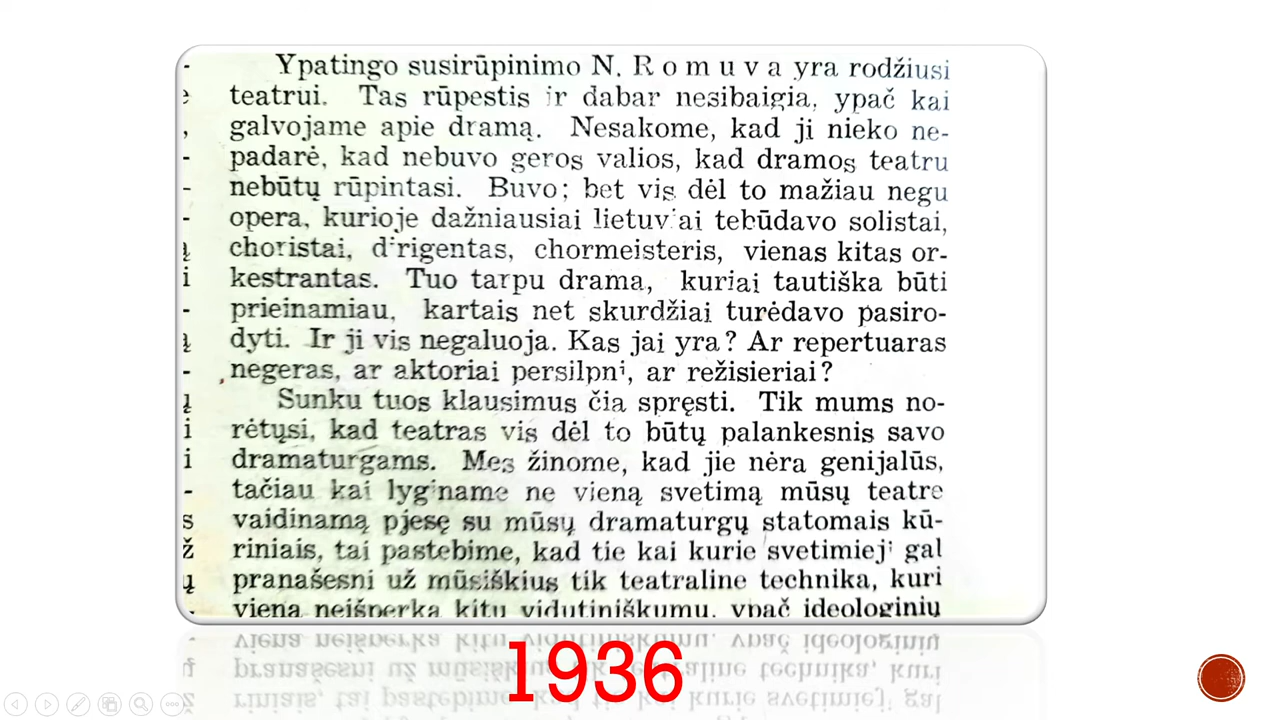 Ypatingo susirūpinimo N. Romuva yra rodžiusi
teatrui. Tas rūpestis ir dabar nesibaigia, ypač kai
galvojame apie dramą. Nesakome, kad ji nieko ne-
padarė, kad nebuvo geros valios, kad dramos teatru
nebūtų rūpintasi. Buvo; bet vis dėl to mažiau negu
opera, kurioje dažniausiai lietuviai tebūdavo solistai,
choristai, dirigentas, chormeisteris, vienas kitas or-
kestrantas. Tuo tarpu drama, kuriai tautiška būti
prieinamiau, kartais net skurdžiai turėdavo pasiro-
dyti. Ir ji vis negaluoja. Kas jai yra? Ar repertuaras
negeras, ar aktoriai persilpni, ar režisieriai?
Sunku tuos klausimus čia spręsti. Tik mums no-
rėtųsi, kad teatras vis dėl to būtų palankesnis savo
dramaturgams. Mes žinome, kad jie nėra genijalūs,
tačiau kai lyginame ne vieną svetimą mūsų teatre
vaidinamą pjesę su mūsų dramaturgų statomais kū-
riniais, tai pastebime, kad tie kai kurie svetimieji gal
pranašesni už mūsiškius tik teatraline technika, kuri
viena neišperka kitų vidutiniškumų, ypač ideologinių
1936